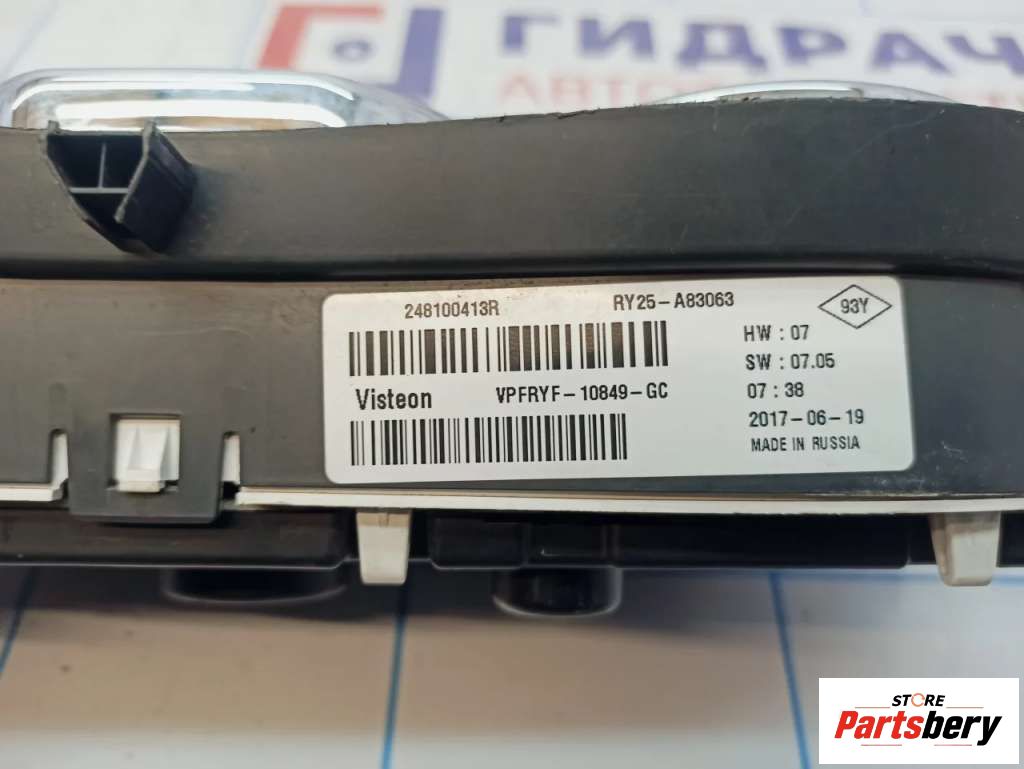 ГИДРАЧ
248100413R
RY25-A83063
93Y
Visteon
VPFRYF-10849-GC
HW : 07
SW : 07.05
07 : 38
2017-06-19
MADE IN RUSSIA
STORE
Partsbery